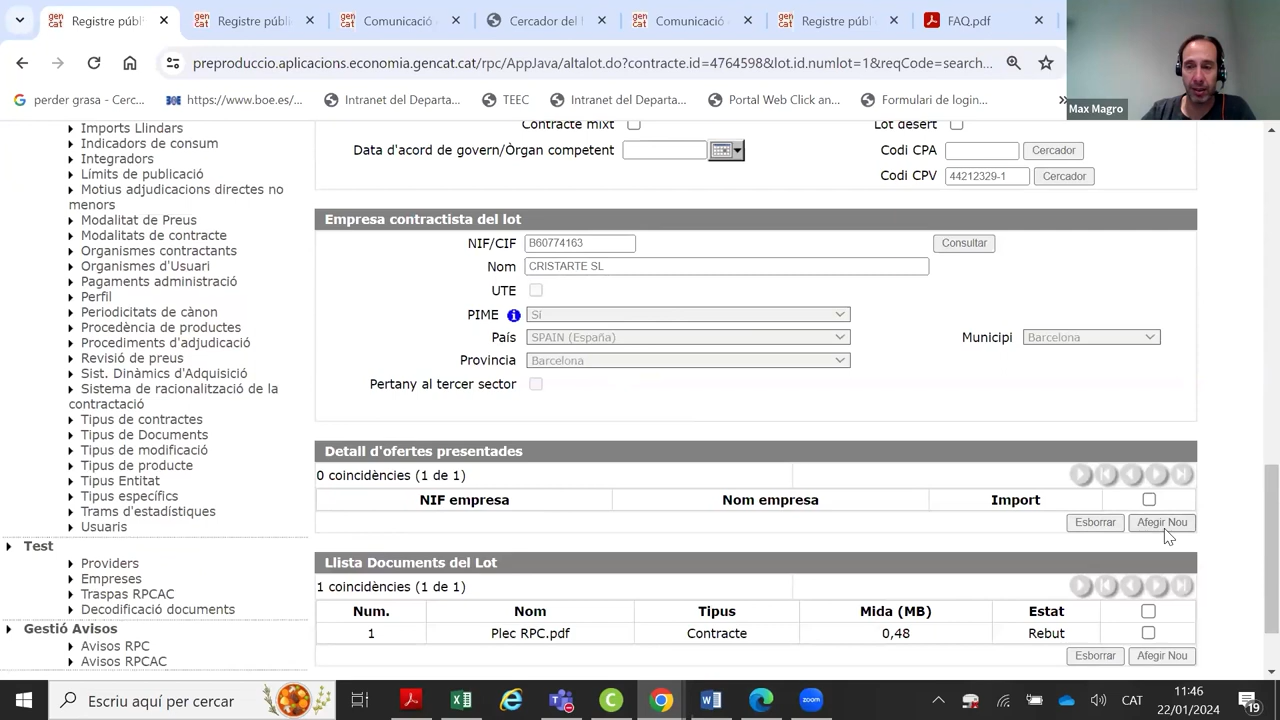 Registre públ
Registre públi
Comunicació
Cercador del
Comunicació e
Registre públ
FAQ.pdf
preproduccio.aplicacions.economia.gencat.cat/rpc/AppJava/altalot.do?contracte.id=4764598&lot.id.numlot=1&reqCode=search...
perder grasa - Cerc...
https://www.boe.es/...
Intranet del Departa...
TEEC
Intranet del Departa...
Portal Web Click an...
Formulari de login...
Max Magro
Imports Llindars
Indicadors de consum
Integradors
Límits de publicació
Motius adjudicacions directes no
menors
Modalitat de Preus
Modalitats de contracte
Organismes contractants
Organismes d'Usuari
Pagaments administració
Perfil
Periodicitats de cànon
Procedència de productes
Procediments d'adjudicació
Revisió de preus
Sist. Dinàmics d'Adquisició
Sistema de racionalització de la
contractació
Tipus de contractes
Tipus de Documents
Tipus de modificació
Tipus de producte
Tipus Entitat
Tipus específics
Trams d'estadístiques
Usuaris
Test
Providers
Empreses
Traspas RPCAC
Decodificació documents
Gestió Avisos
Avisos RPC
Avisos RPCAC
Contracte mixt
Lot desert
Data d'acord de govern/Òrgan competent
Codi CPA
Cercador
Codi CPV
44212329-1
Cercador
Empresa contractista del lot
NIF/CIF
B60774163
Consultar
Nom
CRISTARTE SL
UTE
PIME
Sí
País
SPAIN (España)
Municipi
Barcelona
Provincia
Barcelona
Pertany al tercer sector
Detall d'ofertes presentades
0 coincidències (1 de 1)
NIF empresa
Nom empresa
Import
Esborrar
Afegir Nou
Llista Documents del Lot
1 coincidències (1 de 1)
Num.
Nom
Tipus
Mida (MB)
Estat
1
Plec RPC.pdf
Contracte
0,48
Rebut
Esborrar
Afegir Nou
Escriu aquí per cercar
CAT
11:46
22/01/2024
19